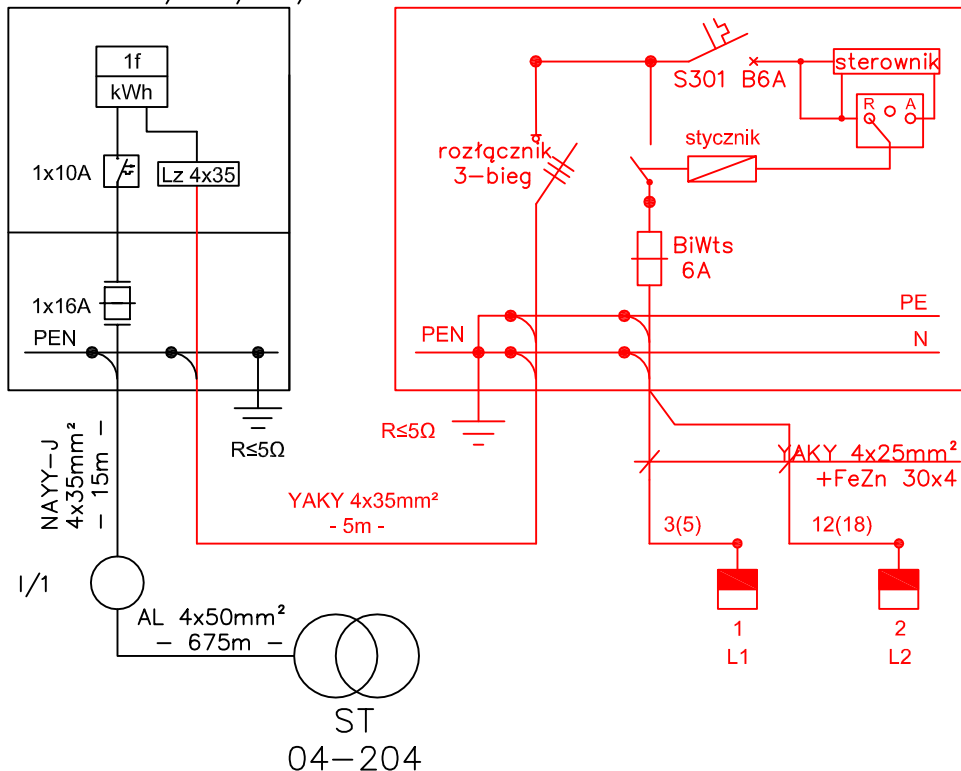 1f
kWh
1x10A
Lz 4x35
1x16A
PEN
R≤5Ω
NAYY-J
4x35mm²
- 15m -
I/1
AL 4x50mm²
- 675m -
ST
04-204
YAKY 4x35mm²
- 5m -
S301 B6A
sterownik
R A
stycznik
rozłącznik
3-bieg
BiWts
6A
PE
PEN
N
R≤5Ω
YAKY 4x25mm²
+FeZn 30x4
3(5)
12(18)
1
L1
2
L2